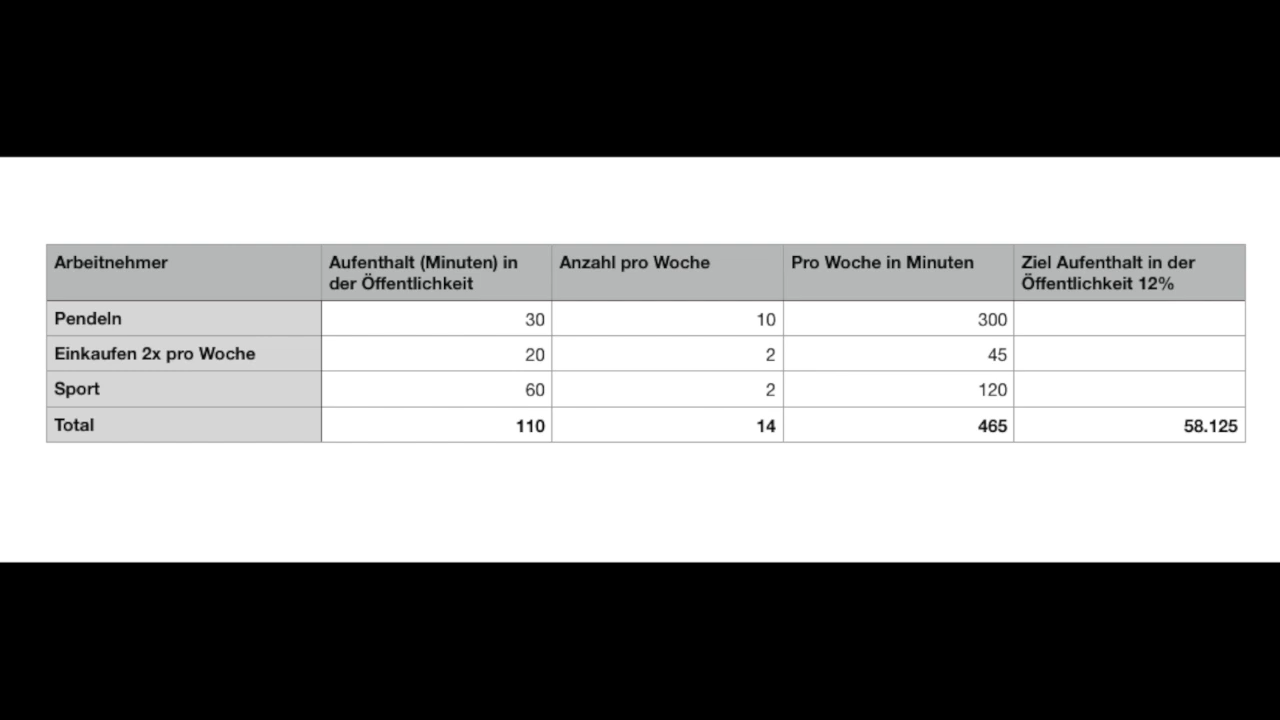 Arbeitnehmer Aufenthalt (Minuten) in der Öffentlichkeit Anzahl pro Woche Pro Woche in Minuten Ziel Aufenthalt in der Öffentlichkeit 12%
Pendeln 30 10 300
Einkaufen 2x pro Woche 20 2 45
Sport 60 2 120
Total 110 14 465 58.125